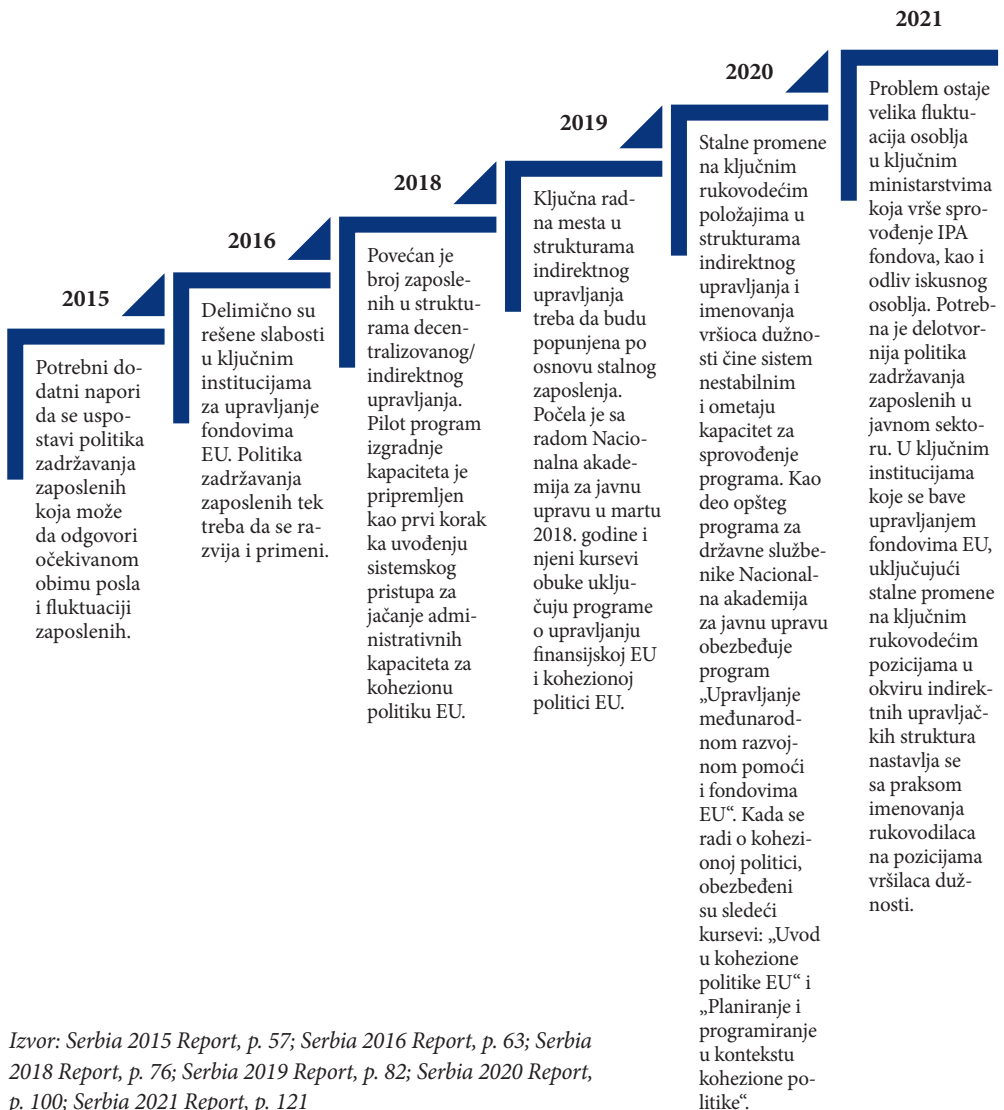 2015
Potrebni do-
datni napori
da se uspo-
stavi politika
zadržavanja
zaposlenih
koja može
da odgovori
očekivanom
obimu posla
i fluktuaciji
zaposlenih.
2016
Delimično su
rešene slabosti
u ključnim
institucijama
za upravljanje
fondovima
EU. Politika
zadržavanja
zaposlenih tek
treba da se ra-
zvija i primeni.
2018
Povećan je
broj zaposle-
nih u struktu-
rama decen-
tralizovanog/
indirektnog
upravljanja.
Pilot program
izgradnje
kapaciteta je
pripremljen
kao prvi korak
ka uvođenju
sistemskog
pristupa za
jačanje admi-
nistrativnih
kapaciteta za
kohezionu
politiku EU.
2019
Ključna rad-
na mesta u
strukturama
indirektnog
upravljanja
treba da budu
popunjena po
osnovu stalnog
zaposlenja.
Počela je sa
radom Nacio-
nalna akade-
mija za javnu
upravu u martu
2018. godine i
njeni kursevi
obuke uklju-
čuju programe
o upravljanju
finansijskoj EU
i kohezionoj
politici EU.
2020
Stalne promene
na ključnim
rukovodećim
položajima u
strukturama
indirektnog
upravljanja i
imenovanja
vršioca dužno-
sti čine sistem
nestabilnim
i ometaju
kapacitet za
sprovođenje
programa. Kao
deo opšteg
programa za
državne službe-
nike Nacional-
na akademija
za javnu upravu
obezbeđuje
program
„Upravljanje
međunarod-
nom razvoj-
nom pomoći
i fondovima
EU“. Kada se
radi o kohezi-
onoj politici,
obezbeđeni
su sledeći
kursevi: „Uvod
u kohezione
politike EU“ i
„Planiranje i
programiranje
u kontekstu
kohezione po-
litike“.
2021
Problem ostaje
velika fluktu-
acija osoblja
u ključnim
ministarstvima
koja vrše spro-
vođenje IPA
fondova, kao i
odliv iskusnog
osoblja. Potreb-
na je delotvor-
nija politika
zadržavanja
zaposlenih u
javnom sekto-
ru. U ključnim
institucijama
koje se bave
upravljanjem
fondovima EU,
uključujući
stalne promene
na ključnim
rukovodećim
pozicijama u
okviru indirek-
tnih upravljač-
kih struktura
nastavlja se
sa praksom
imenovanja
rukovodilaca
na pozicijama
vršilaca duž-
nosti.
Izvor: Serbia 2015 Report, p. 57; Serbia 2016 Report, p. 63; Serbia
2018 Report, p. 76; Serbia 2019 Report, p. 82; Serbia 2020 Report,
p. 100; Serbia 2021 Report, p. 121